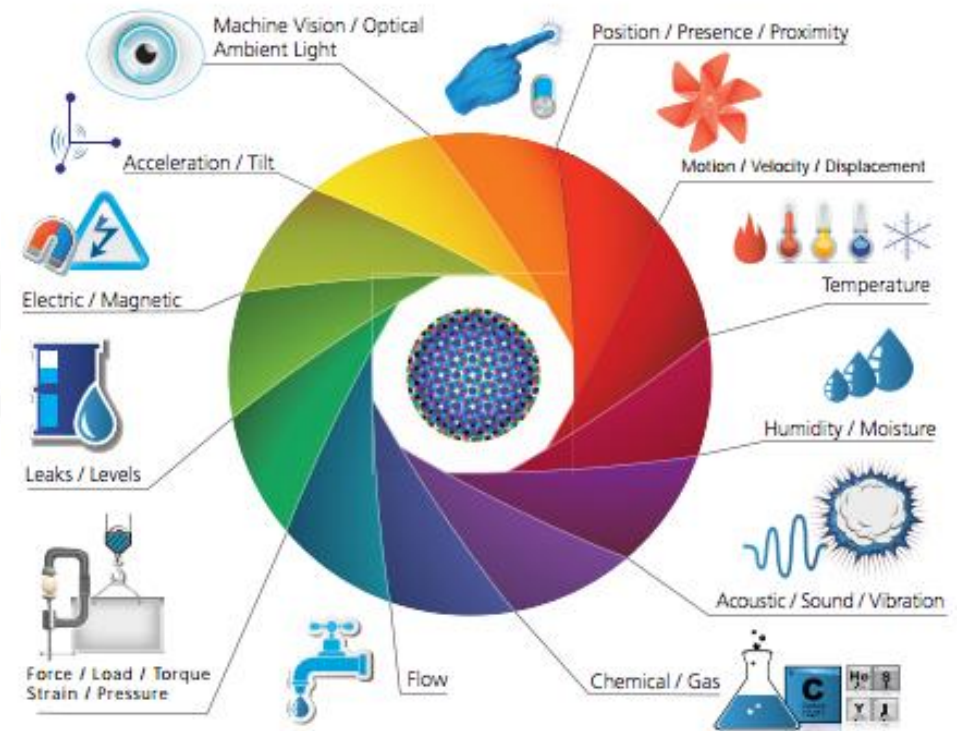 Machine Vision / Optical
Ambient Light
Position / Presence / Proximity
Acceleration / Tilt
Motion / Velocity / Displacement
Electric / Magnetic
Temperature
Humidity / Moisture
Leaks / Levels
Acoustic / Sound / Vibration
Force / Load / Torque
Strain / Pressure
Flow
Chemical / Gas
C
S
Y